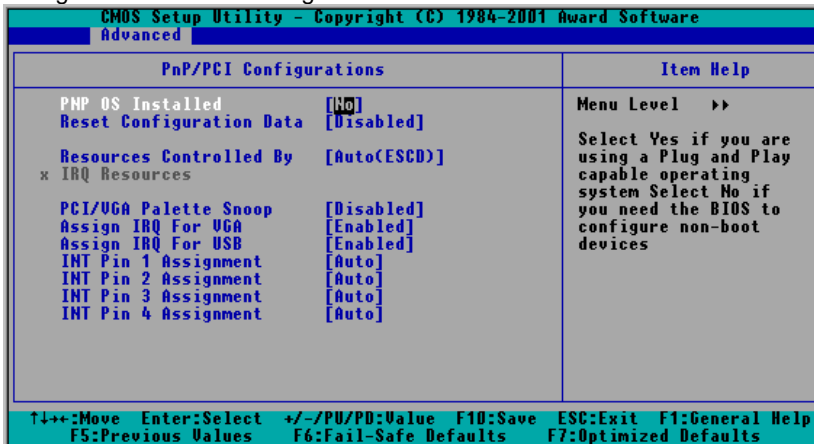 CMOS Setup Utility - Copyright (C) 1984-2001 Award Software
Advanced
PnP/PCI Configurations
Item Help
PNP OS Installed [No]
Reset Configuration Data [Disabled]
Resources Controlled By [Auto(ESCD)]
x IRQ Resources
PCI/VGA Palette Snoop [Disabled]
Assign IRQ For VGA [Enabled]
Assign IRQ For USB [Enabled]
INT Pin 1 Assignment [Auto]
INT Pin 2 Assignment [Auto]
INT Pin 3 Assignment [Auto]
INT Pin 4 Assignment [Auto]
Menu Level ▸▸
Select Yes if you are
using a Plug and Play
capable operating
system Select No if
you need the BIOS to
configure non-boot
devices
↑↓→←:Move Enter:Select +/-/PU/PD:Value F10:Save ESC:Exit F1:General Help
F5:Previous Values F6:Fail-Safe Defaults F7:Optimized Defaults